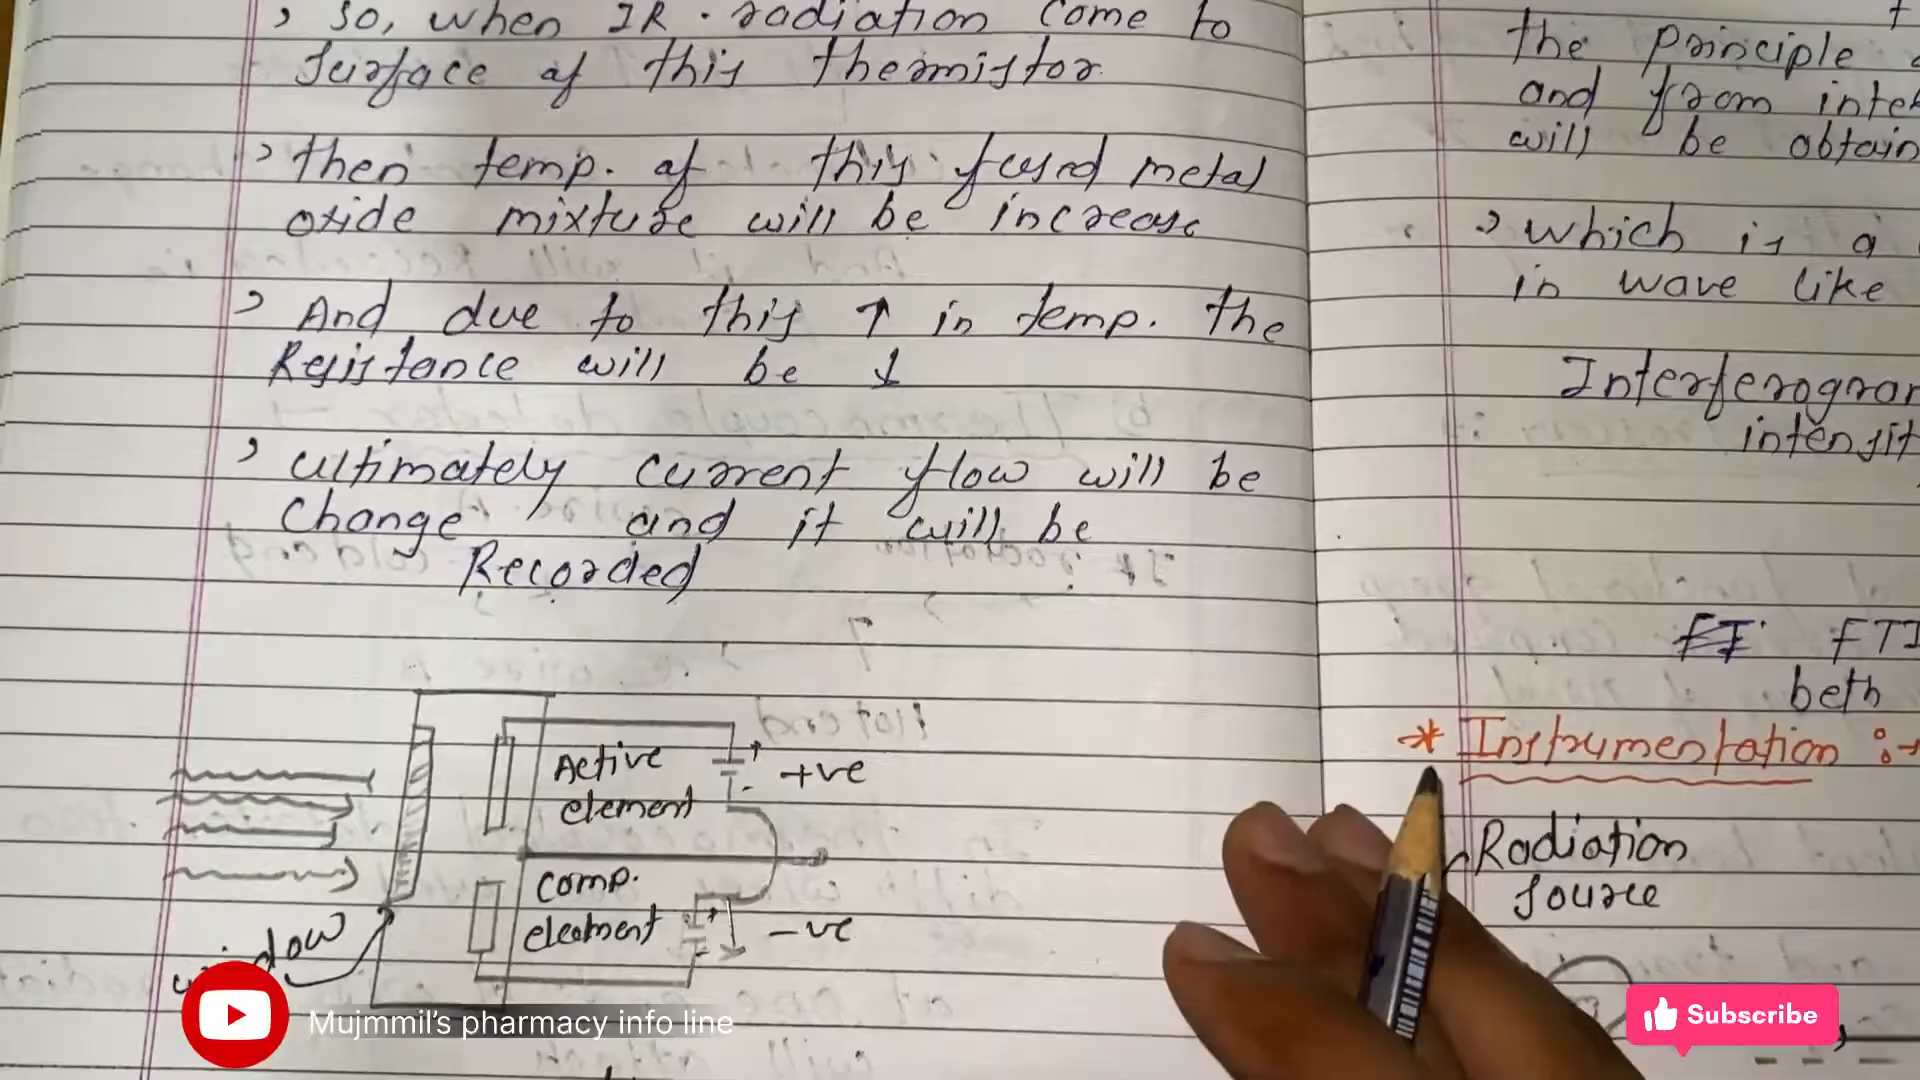 › So, when IR. radiation come to
surface of this thermistor.
› then temp. of this fused metal
oxide mixture will be increase
› And due to this ↑ in temp. the
Resistance will be ↓
› ultimately current flow will be
change and it will be
Recorded
Active
element
+ve
comp.
eleatment
-ve
window
the principle
and from
will be obtain
› which is a
in wave like
Interferogram
intensit
FTI
beth
* Instrumentation :→
Radiation
source
Mujmmil's pharmacy info line
Subscribe